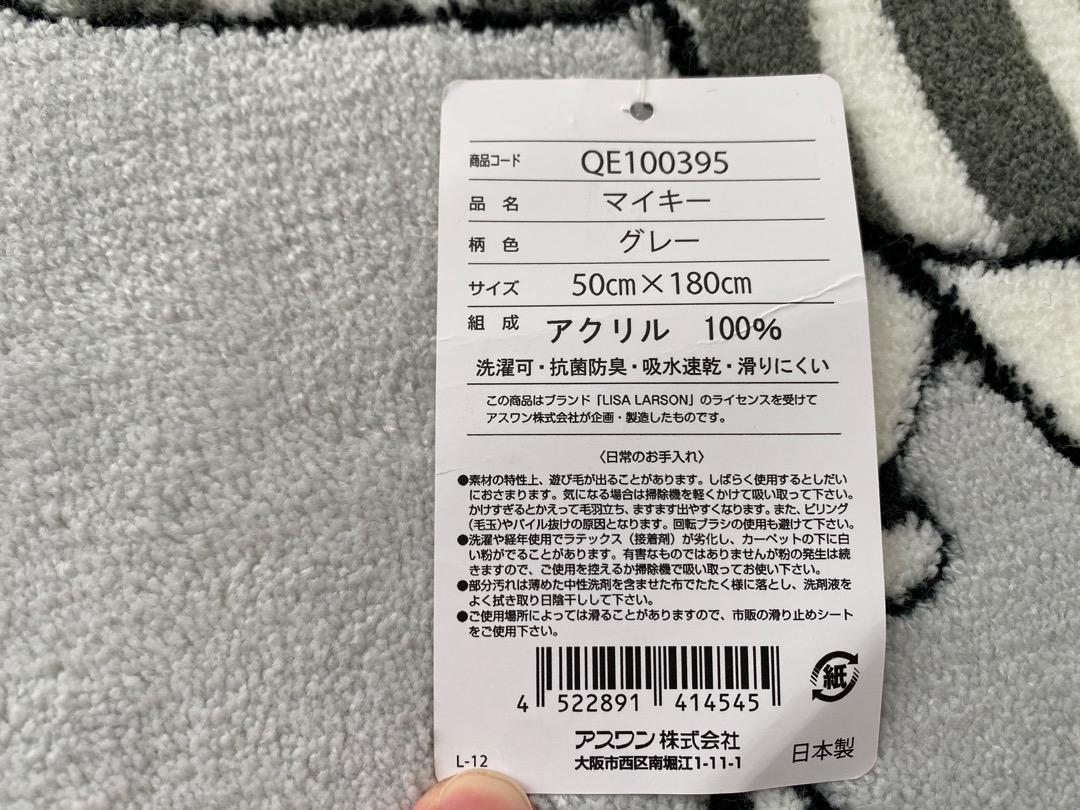 商品コード QE100395
品 名 マイキー
柄 色 グレー
サイズ 50㎝×180㎝
組 成 アクリル 100%
洗濯可・抗菌防臭・吸水速乾・滑りにくい
この商品はブランド「LISA LARSON」のライセンスを受けて
アスワン株式会社が企画・製造したものです。
〈日常のお手入れ〉
●素材の特性上、遊び毛が出ることがあります。しばらく使用するとしだい
におさまります。気になる場合は掃除機を軽くかけて吸い取って下さい。
かけすぎるとかえって毛羽立ち、ますます出やすくなります。また、ピリング
(毛玉)やパイル抜けの原因となります。回転ブラシの使用も避けて下さい。
●洗濯や経年使用でラテックス（接着剤）が劣化し、カーペットの下に白
い粉がでることがあります。有害なものではありませんが粉の発生は続
きますので、ご使用を控えるか掃除機で吸い取ってお使い下さい。
●部分汚れは薄めた中性洗剤を含ませた布でたたく様に落とし、洗剤液を
よく拭き取り日陰干しして下さい。
●ご使用場所によっては滑ることがありますので、市販の滑り止めシート
をご使用下さい。
4 522891 414545
紙
アスワン株式会社
大阪市西区南堀江1-11-1
日本製
L-12